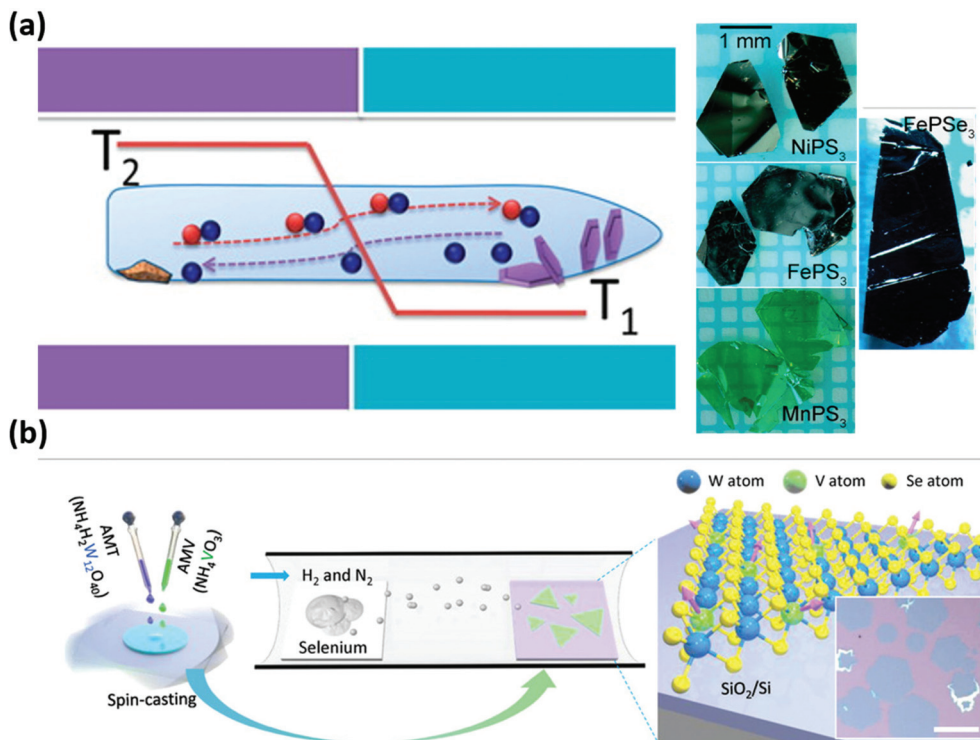 (a)
T2
T1
1 mm
NiPS3
FePS3
MnPS3
FePSe3
(b)
AMT
(NH4H2W12O40)
AMV
(NH4VO3)
Spin-casting
H2 and N2
Selenium
W atom
V atom
Se atom
SiO2/Si